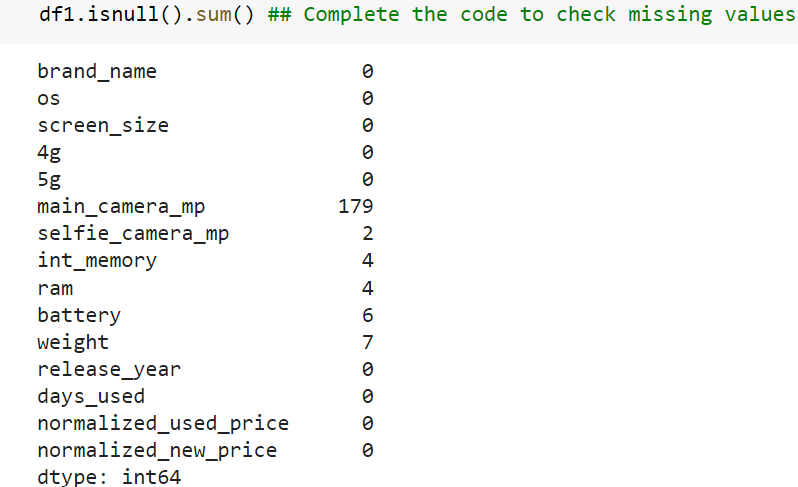 df1.isnull().sum() ## Complete the code to check missing values
brand_name 0
os 0
screen_size 0
4g 0
5g 0
main_camera_mp 179
selfie_camera_mp 2
int_memory 4
ram 4
battery 6
weight 7
release_year 0
days_used 0
normalized_used_price 0
normalized_new_price 0
dtype: int64